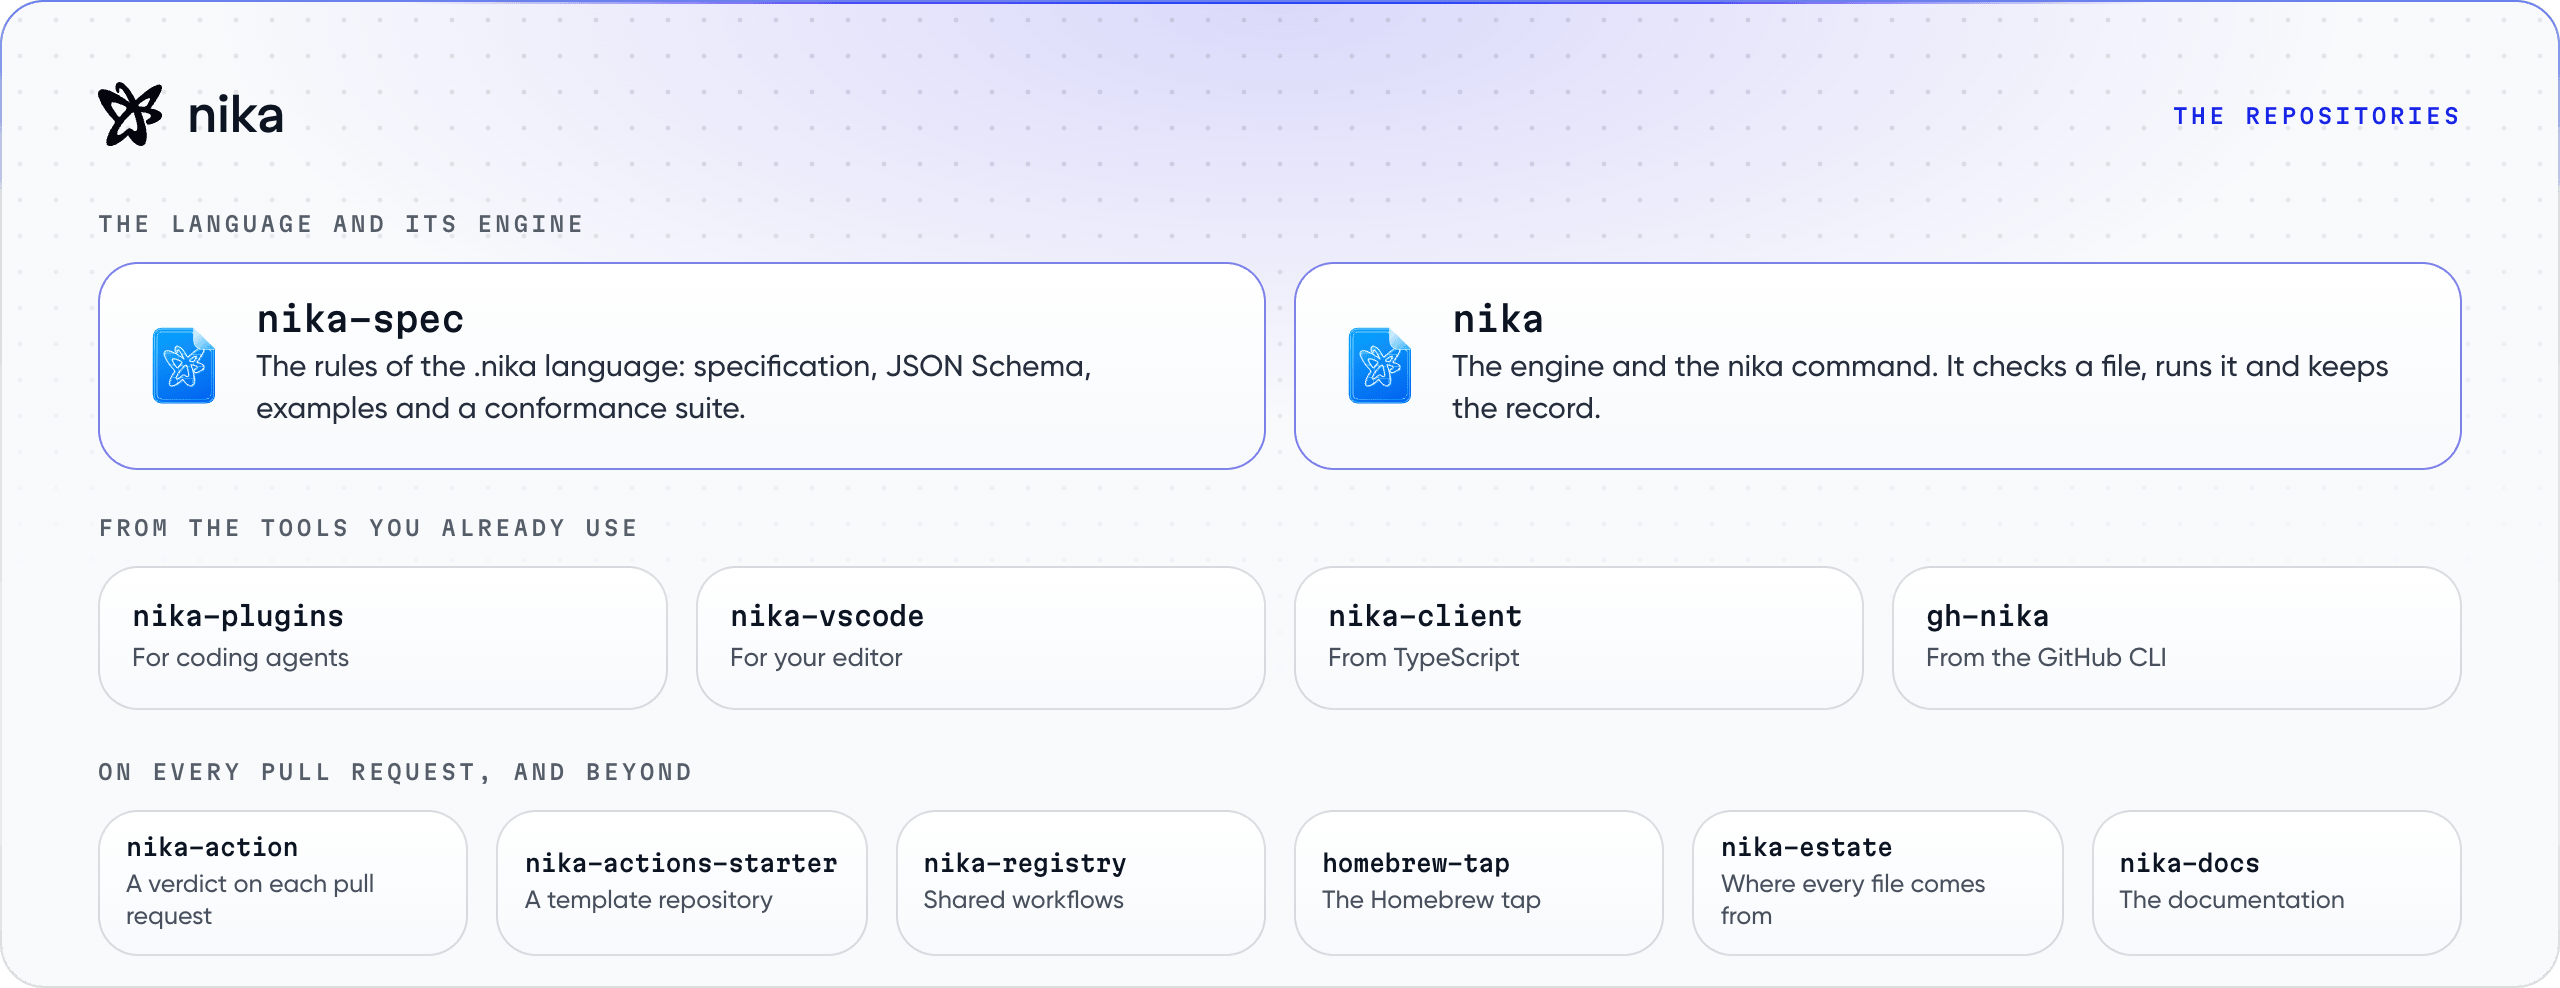 nika
THE REPOSITORIES
THE LANGUAGE AND ITS ENGINE
nika-spec
The rules of the .nika language: specification, JSON Schema,
examples and a conformance suite.
nika
The engine and the nika command. It checks a file, runs it and keeps
the record.
FROM THE TOOLS YOU ALREADY USE
nika-plugins
For coding agents
nika-vscode
For your editor
nika-client
From TypeScript
gh-nika
From the GitHub CLI
ON EVERY PULL REQUEST, AND BEYOND
nika-action
A verdict on each pull
request
nika-actions-starter
A template repository
nika-registry
Shared workflows
homebrew-tap
The Homebrew tap
nika-estate
Where every file comes
from
nika-docs
The documentation